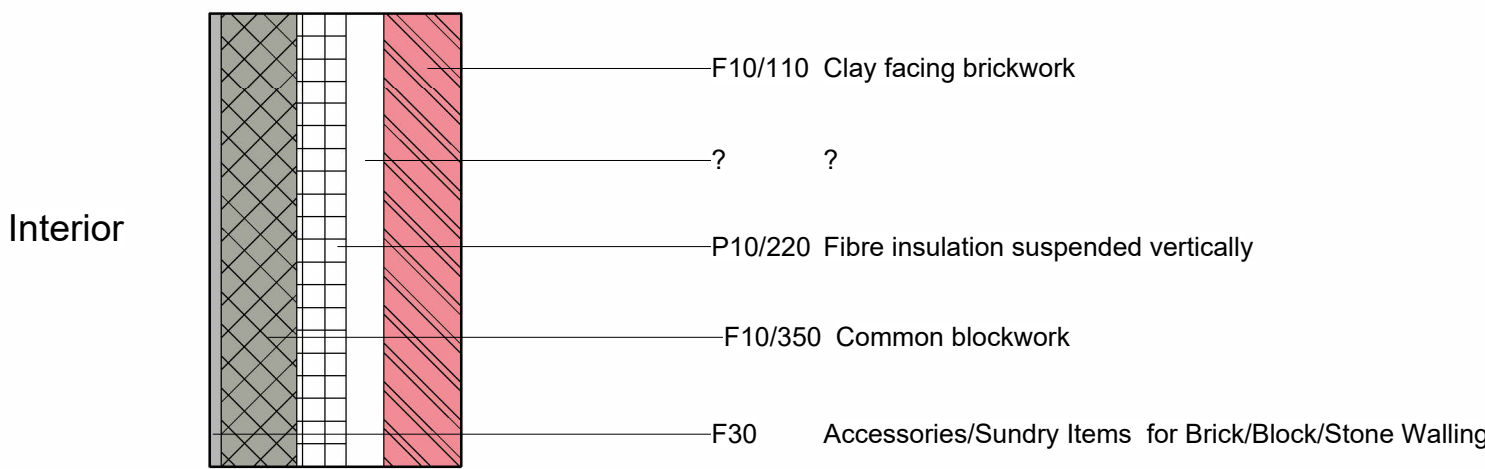 F10/110 Clay facing brickwork
? ?
Interior
P10/220 Fibre insulation suspended vertically
F10/350 Common blockwork
F30 Accessories/Sundry Items for Brick/Block/Stone Walling